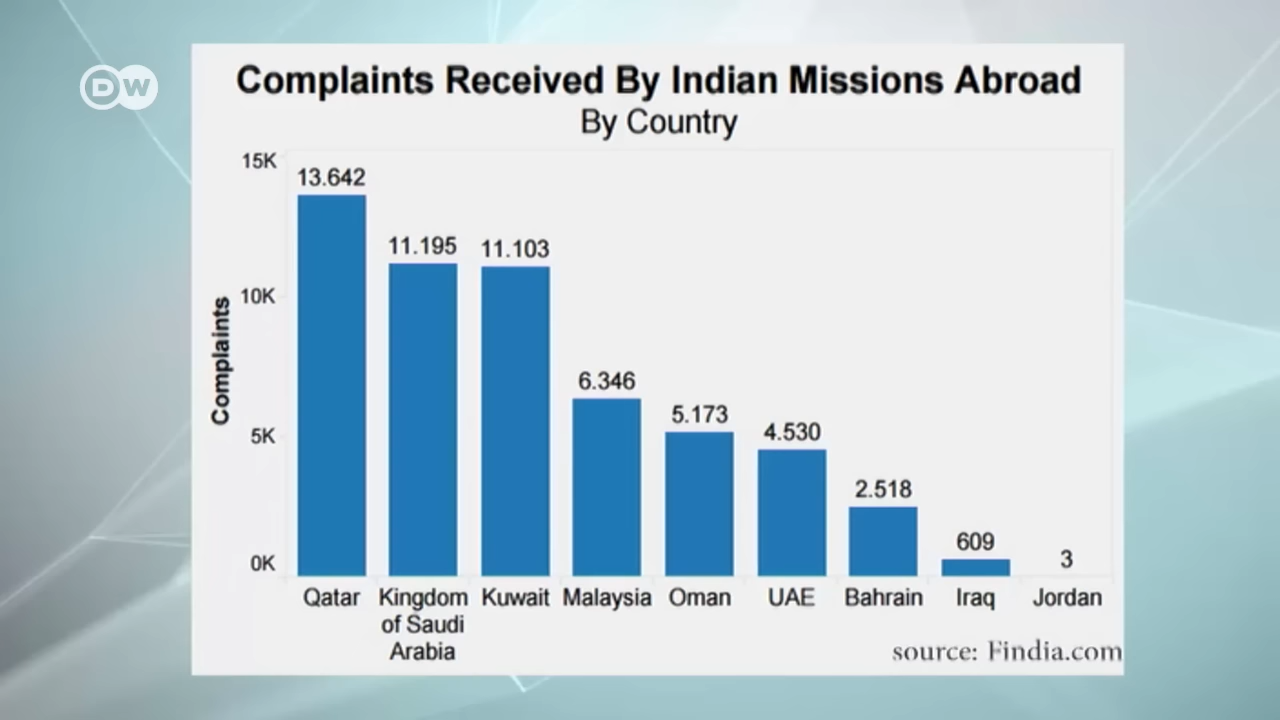 DW
Complaints Received By Indian Missions Abroad
By Country
15K
10K
5K
0K
Complaints
13.642
11.195
11.103
6.346
5.173
4.530
2.518
609
3
Qatar
Kingdom
of Saudi
Arabia
Kuwait
Malaysia
Oman
UAE
Bahrain
Iraq
Jordan
source: Findia.com